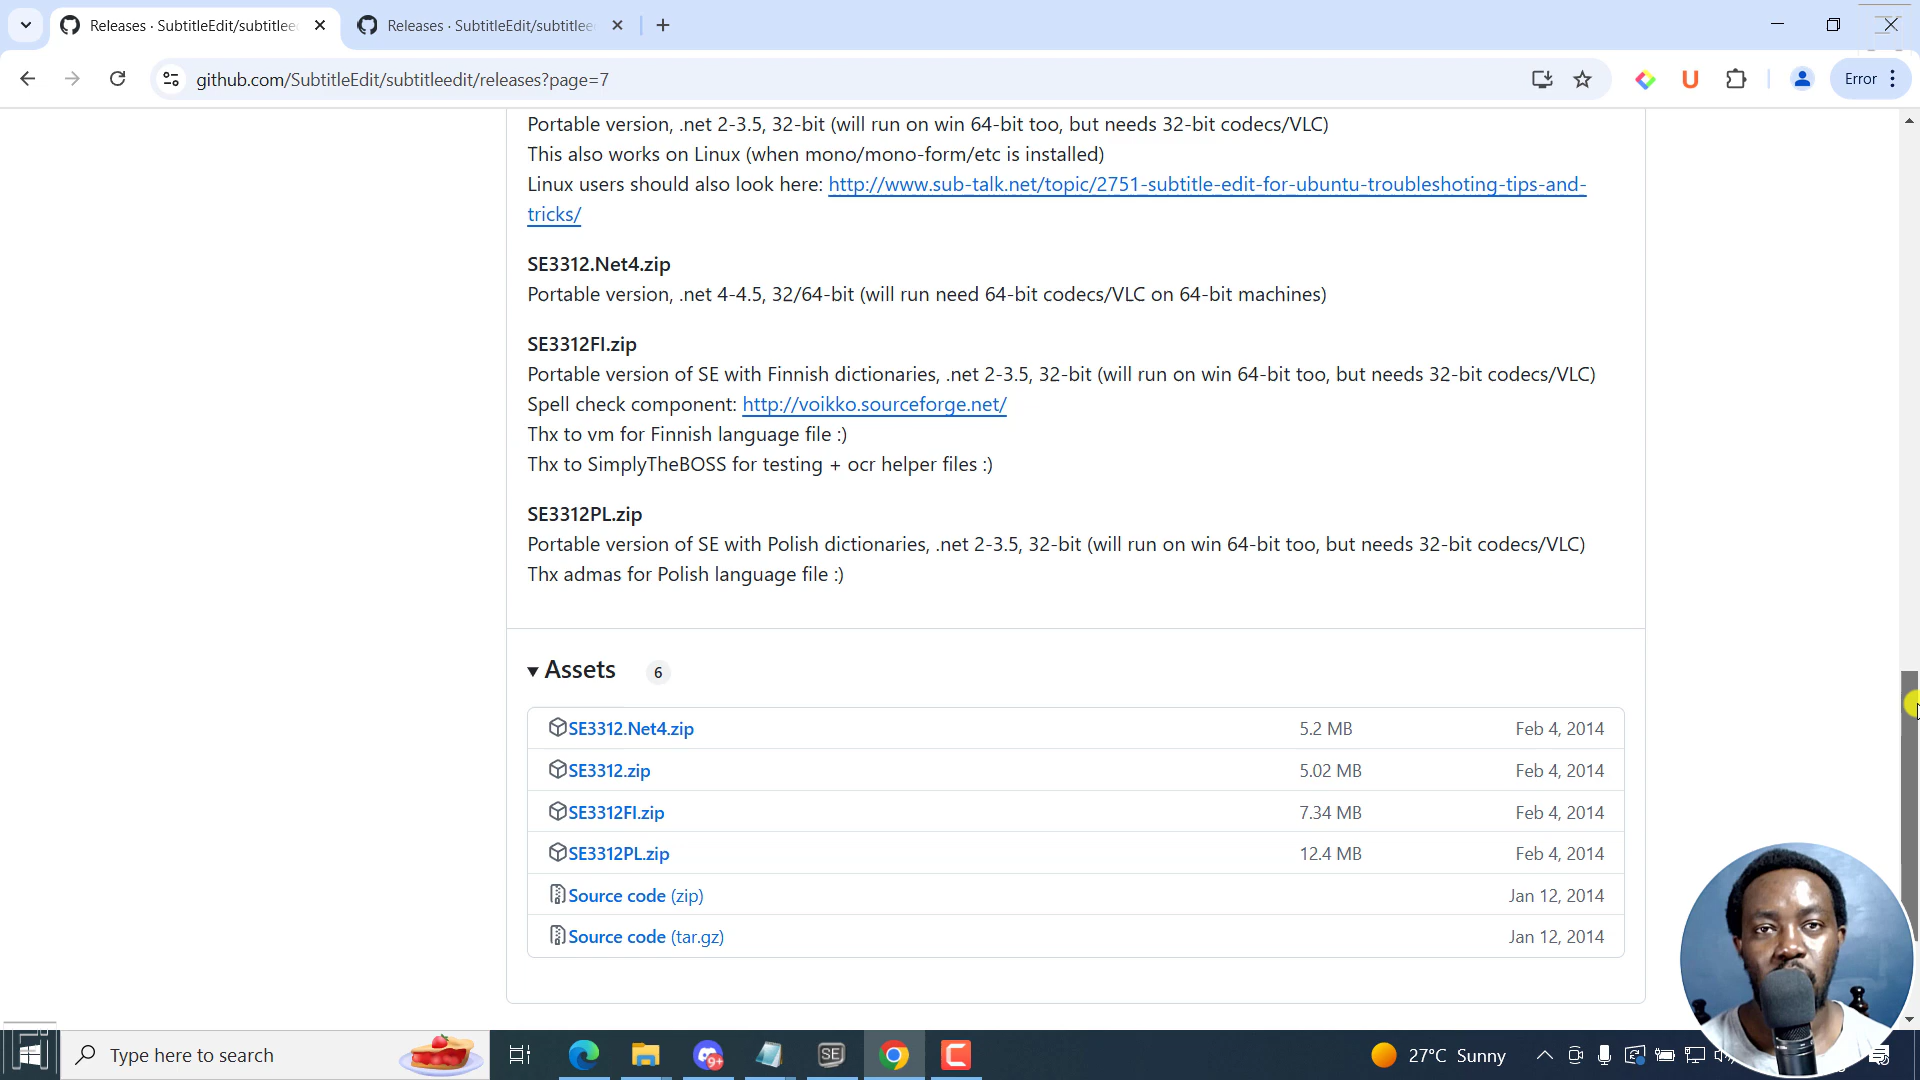 Releases · SubtitleEdit/subtitlee
Releases · SubtitleEdit/subtitlee
github.com/SubtitleEdit/subtitleedit/releases?page=7
Error
Portable version, .net 2-3.5, 32-bit (will run on win 64-bit too, but needs 32-bit codecs/VLC)
This also works on Linux (when mono/mono-form/etc is installed)
Linux users should also look here: http://www.sub-talk.net/topic/2751-subtitle-edit-for-ubuntu-troubleshoting-tips-and-
tricks/
SE3312.Net4.zip
Portable version, .net 4-4.5, 32/64-bit (will run need 64-bit codecs/VLC on 64-bit machines)
SE3312FI.zip
Portable version of SE with Finnish dictionaries, .net 2-3.5, 32-bit (will run on win 64-bit too, but needs 32-bit codecs/VLC)
Spell check component: http://voikko.sourceforge.net/
Thx to vm for Finnish language file :)
Thx to SimplyTheBOSS for testing + ocr helper files :)
SE3312PL.zip
Portable version of SE with Polish dictionaries, .net 2-3.5, 32-bit (will run on win 64-bit too, but needs 32-bit codecs/VLC)
Thx admas for Polish language file :)
Assets 6
SE3312.Net4.zip 5.2 MB Feb 4, 2014
SE3312.zip 5.02 MB Feb 4, 2014
SE3312FI.zip 7.34 MB Feb 4, 2014
SE3312PL.zip 12.4 MB Feb 4, 2014
Source code (zip) Jan 12, 2014
Source code (tar.gz) Jan 12, 2014
Type here to search
9+
SE
27°C Sunny